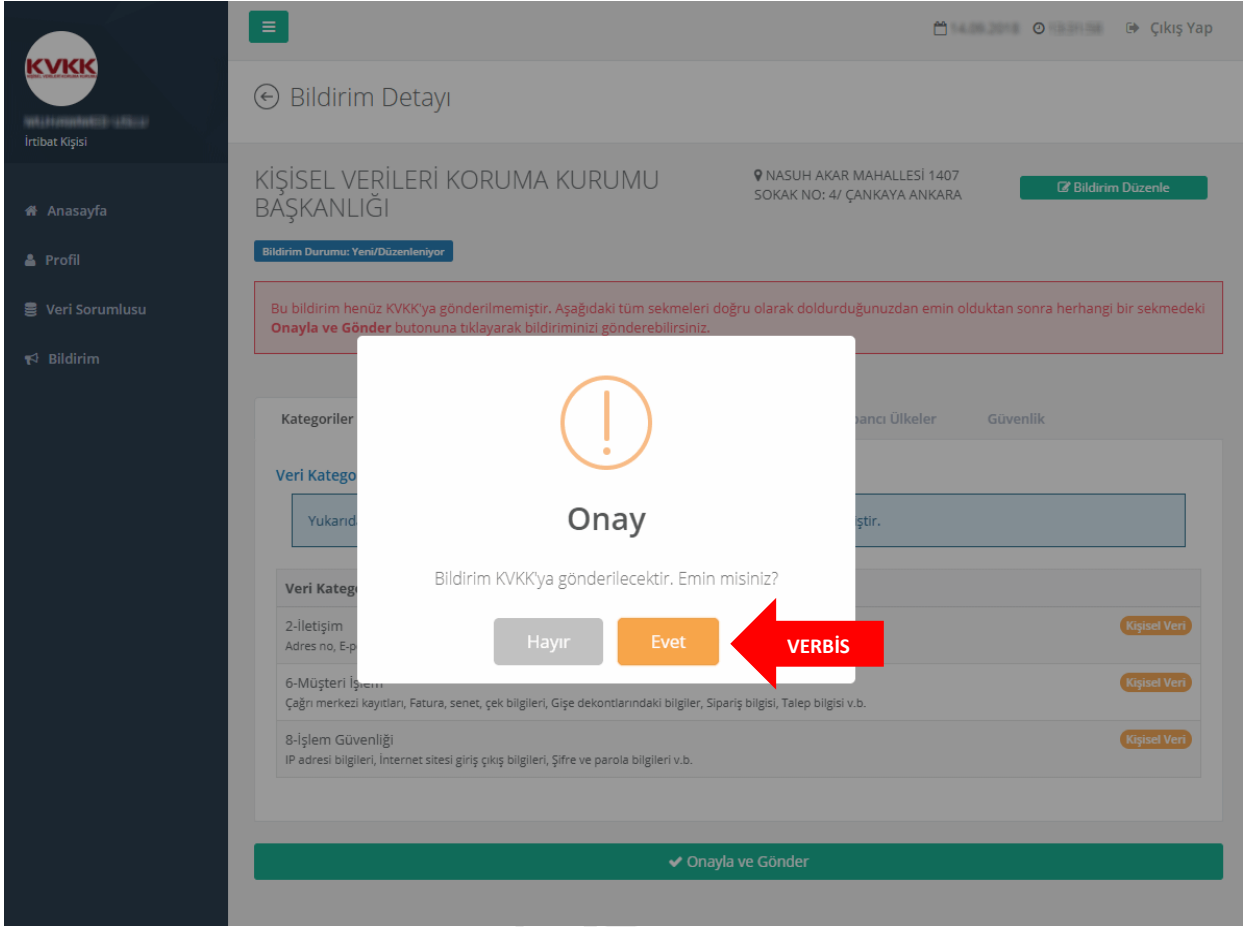 Çıkış Yap
KVKK
İrtibat Kişisi
Anasayfa
Profil
Veri Sorumlusu
Bildirim
Bildirim Detayı
KİŞİSEL VERİLERİ KORUMA KURUMU
BAŞKANLIĞI
NASUH AKAR MAHALLESİ 1407
SOKAK NO: 4/ ÇANKAYA ANKARA
Bildirim Düzenle
Bildirim Durumu: Yeni/Düzenleniyor
Bu bildirim henüz KVKK'ya gönderilmemiştir. Aşağıdaki tüm sekmeleri doğru olarak doldurduğunuzdan emin olduktan sonra herhangi bir sekmedeki
Onayla ve Gönder butonuna tıklayarak bildiriminizi gönderebilirsiniz.
Kategoriler
Ülkeler
Güvenlik
Veri
Onay
Bildirim KVKK'ya gönderilecektir. Emin misiniz?
Hayır
Evet
VERBİS
Veri
2-İletişim
Kişisel Veri
Adres no,
6-Müşteri İşlem
Kişisel Veri
Çağrı merkezi kayıtları, Fatura, senet, çek bilgileri, Gişe dekontlarındaki bilgiler, Sipariş bilgisi, Talep bilgisi v.b.
8-İşlem Güvenliği
Kişisel Veri
IP adresi bilgileri, İnternet sitesi giriş çıkış bilgileri, Şifre ve parola bilgileri v.b.
Onayla ve Gönder